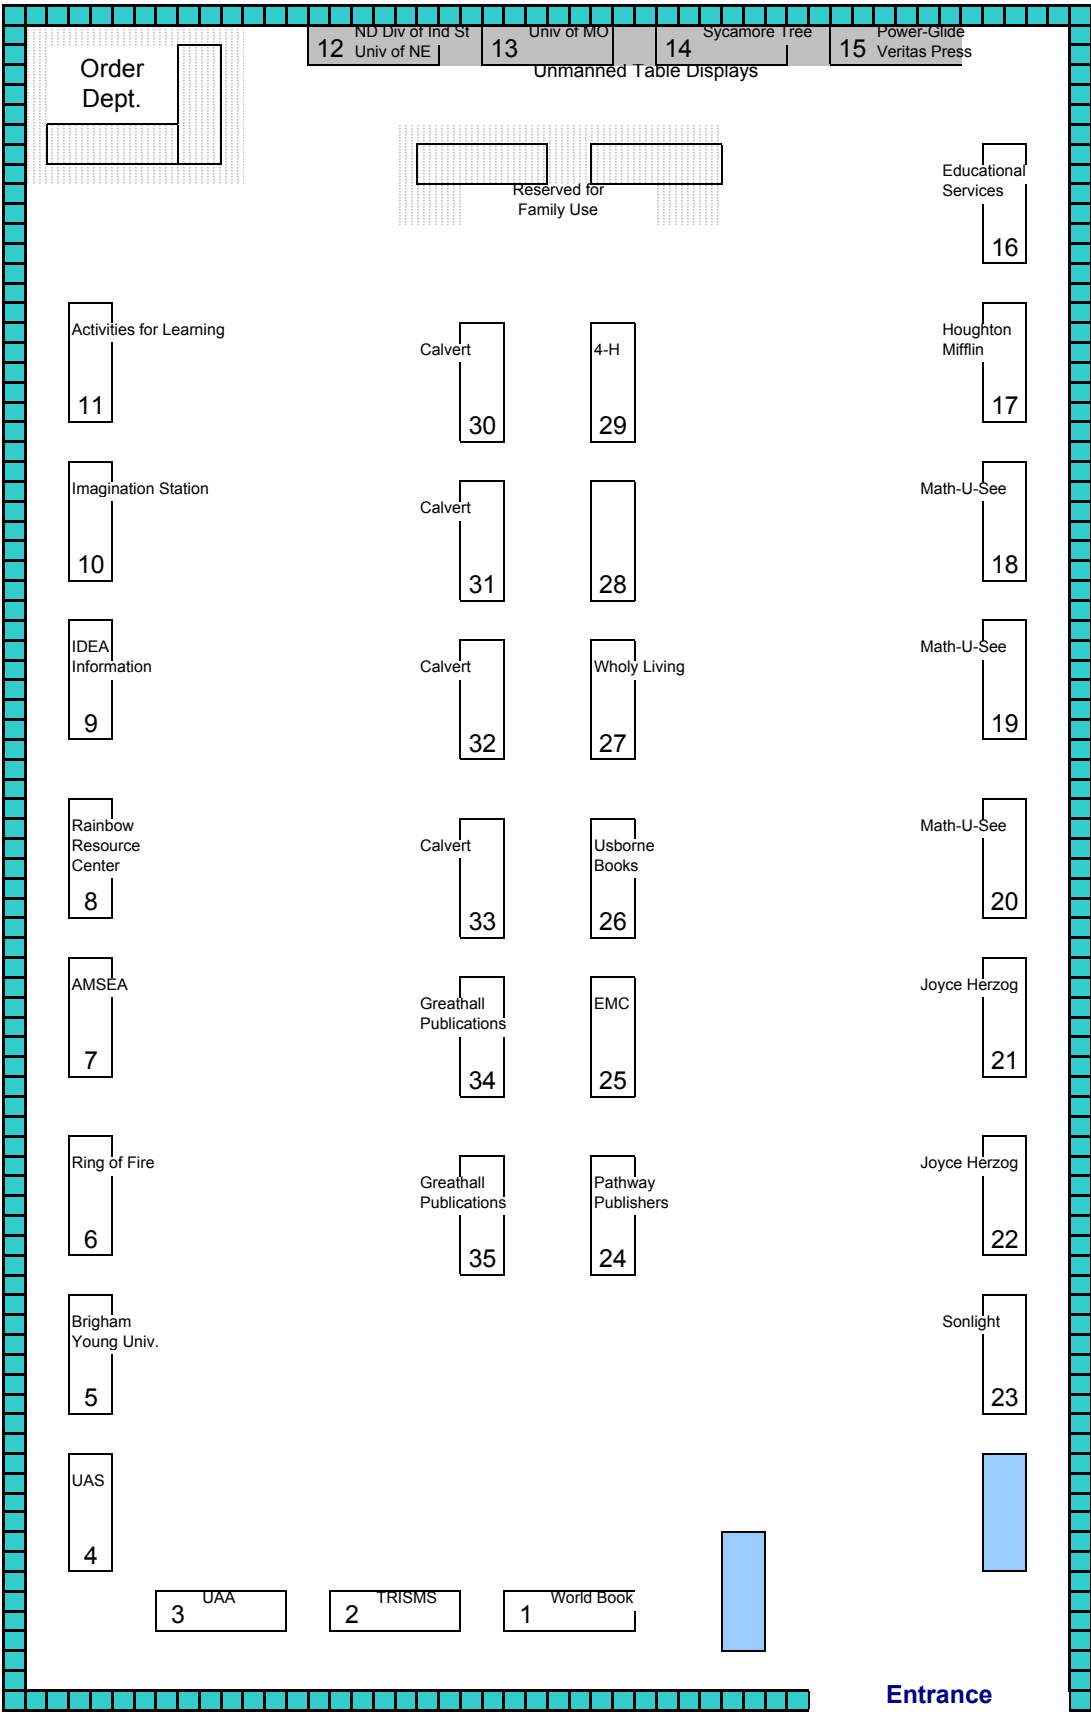 ND Div of Ind St
12 Univ of NE
Univ of MO
13
Sycamore Tree
14
Power-Glide
15 Veritas Press
Unmanned Table Displays
Order
Dept.
Reserved for
Family Use
Educational
Services
16
Activities for Learning
11
Calvert
30
4-H
29
Houghton
Mifflin
17
Imagination Station
10
Calvert
31
28
Math-U-See
18
IDEA
Information
9
Calvert
32
Wholy Living
27
Math-U-See
19
Rainbow
Resource
Center
8
Calvert
33
Usborne
Books
26
Math-U-See
20
AMSEA
7
Greathall
Publications
34
EMC
25
Joyce Herzog
21
Ring of Fire
6
Greathall
Publications
35
Pathway
Publishers
24
Joyce Herzog
22
Brigham
Young Univ.
5
Sonlight
23
UAS
4
UAA
3
TRISMS
2
World Book
1
Entrance